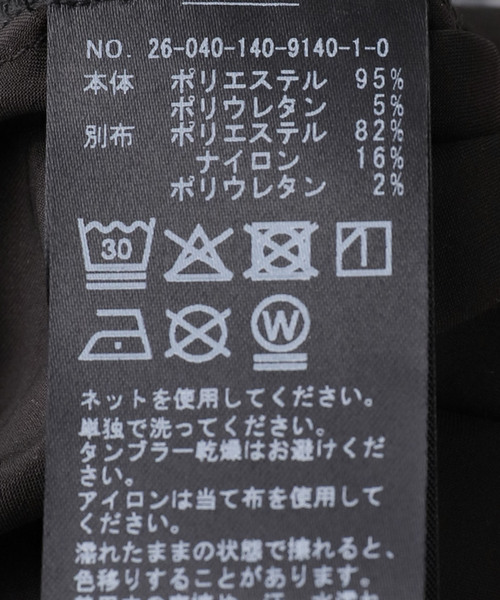 NO. 26-040-140-9140-1-0
本体 ポリエステル 95%
ポリウレタン 5%
別布 ポリエステル 82%
ナイロン 16%
ポリウレタン 2%
30
W
ネットを使用してください。
単独で洗ってください。
タンブラー乾燥はお避けくだ
さい。
アイロンは当て布を使用して
ください。
濡れたままの状態で擦れると、
色移りすることがあります。